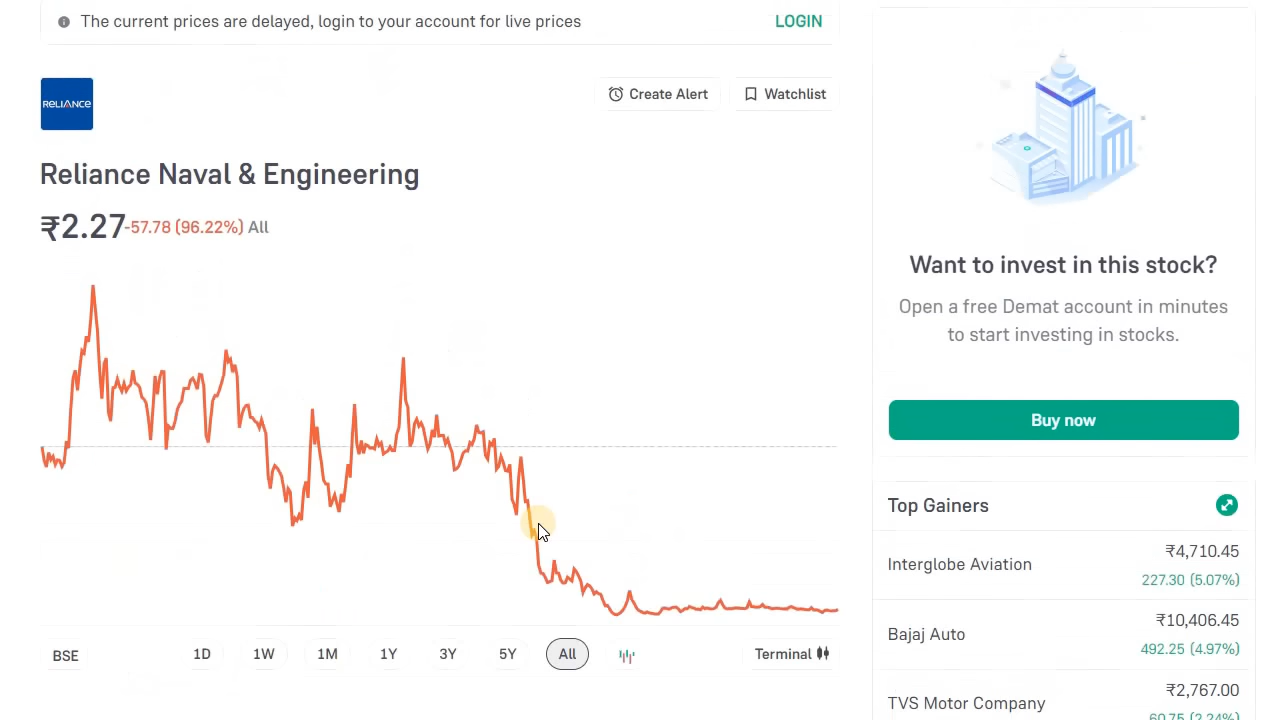 The current prices are delayed, login to your account for live prices
LOGIN
RELIANCE
Create Alert
Watchlist
Reliance Naval & Engineering
₹2.27-57.78 (96.22%) All
BSE
1D
1W
1M
1Y
3Y
5Y
All
Terminal
Want to invest in this stock?
Open a free Demat account in minutes
to start investing in stocks.
Buy now
Top Gainers
Interglobe Aviation
₹4,710.45
227.30 (5.07%)
Bajaj Auto
₹10,406.45
492.25 (4.97%)
TVS Motor Company
₹2,767.00
60.75 (2.24%)